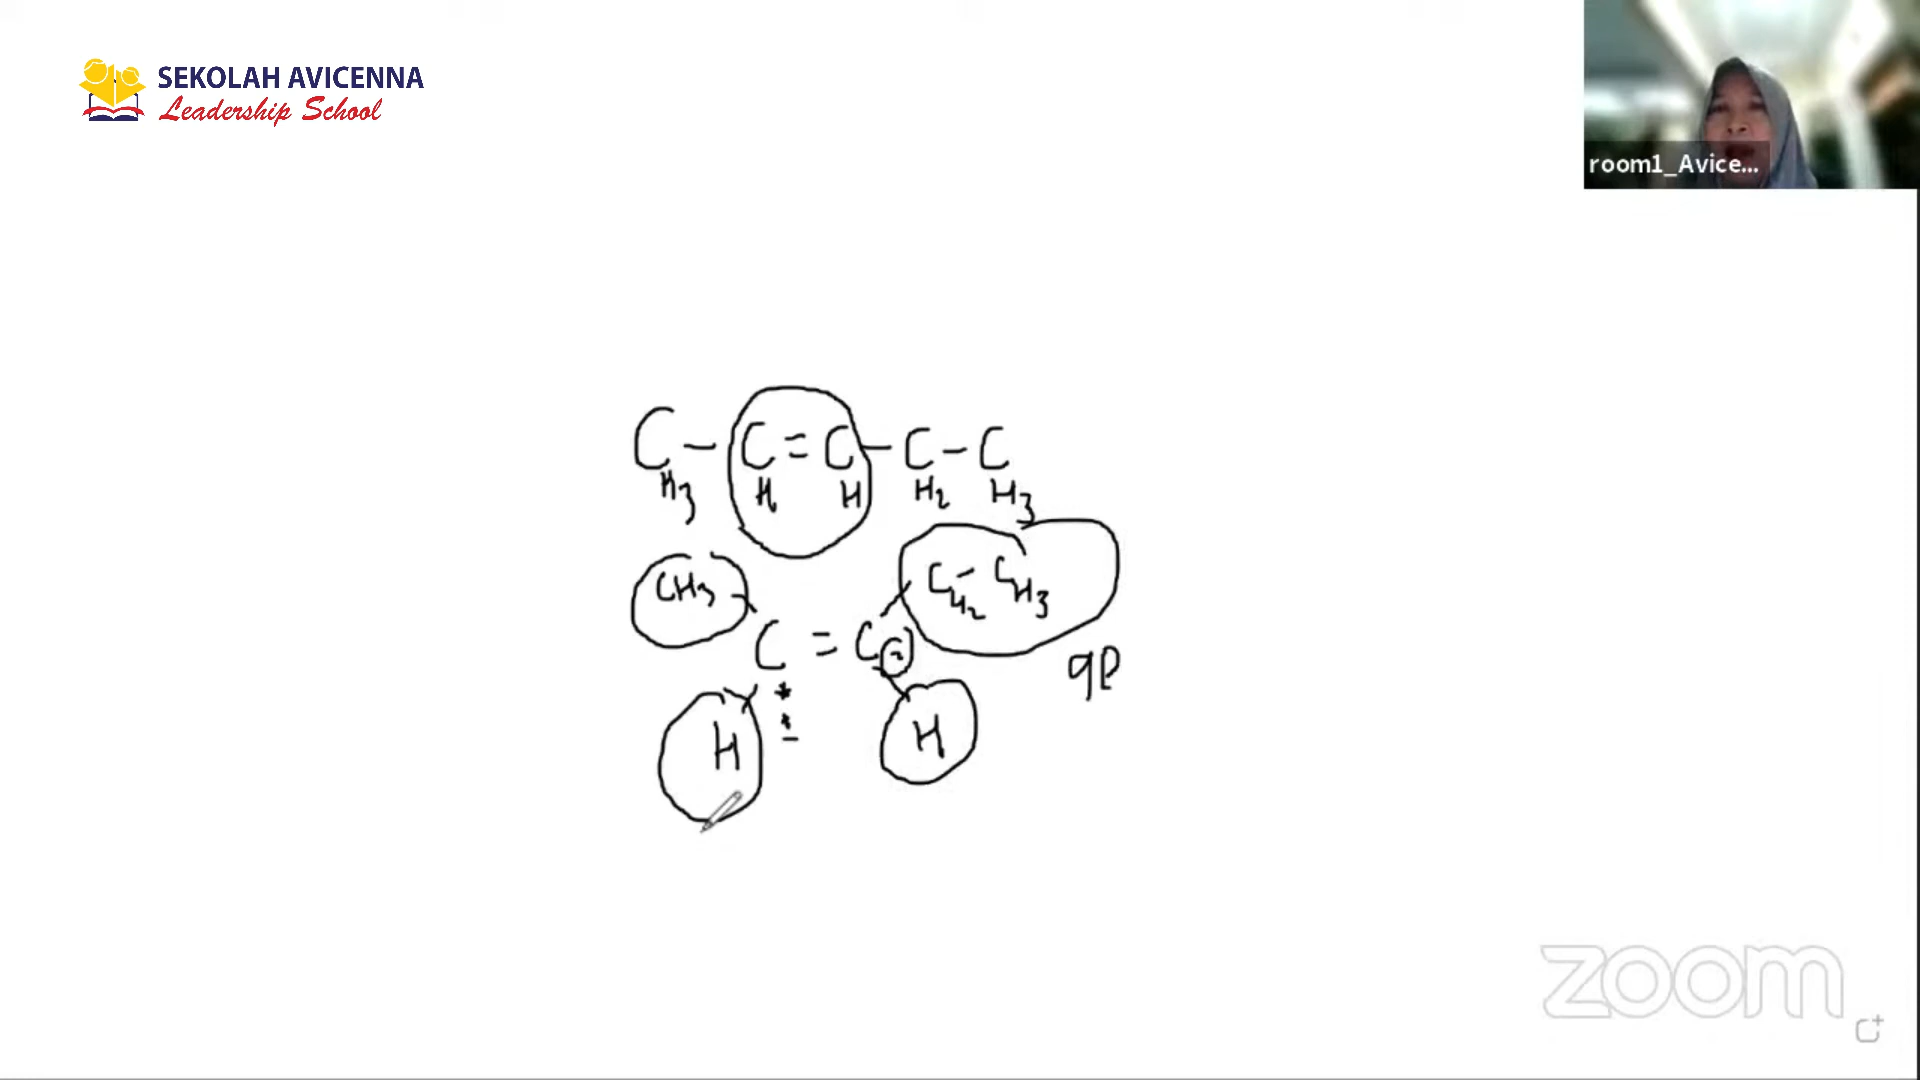 SEKOLAH AVICENNA
Leadership School
room1_Avice...
C - C = C - C - C
H3 H H H2 H3
CH3 CH2 - CH3
C = C
H H
zoom